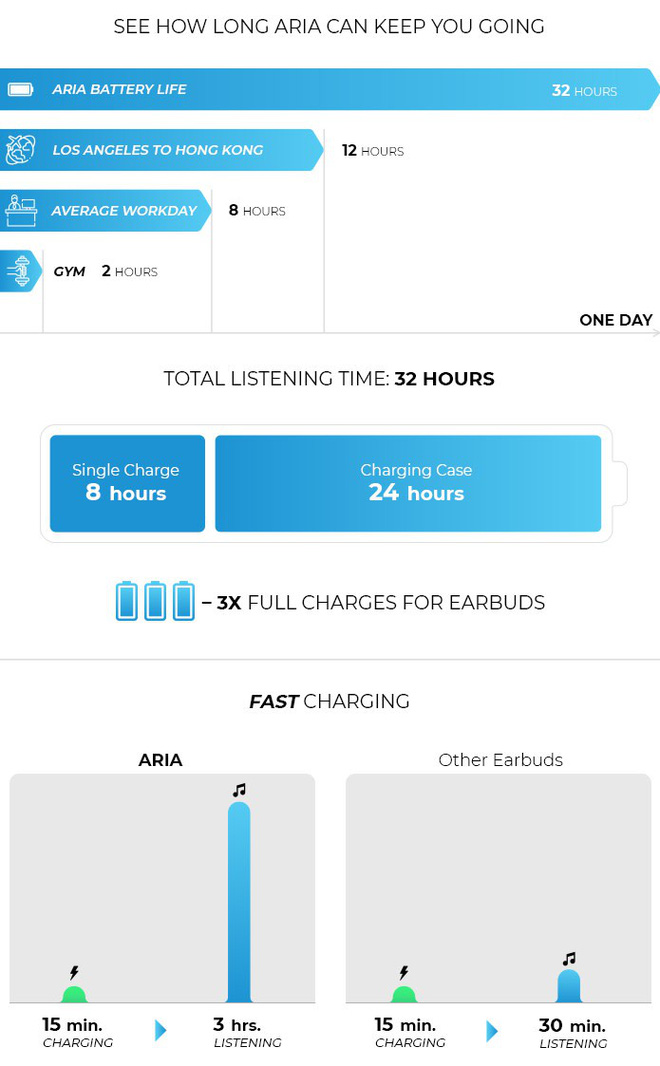 SEE HOW LONG ARIA CAN KEEP YOU GOING
ARIA BATTERY LIFE 32 HOURS
LOS ANGELES TO HONG KONG 12 HOURS
AVERAGE WORKDAY 8 HOURS
GYM 2 HOURS
ONE DAY
TOTAL LISTENING TIME: 32 HOURS
Single Charge
8 hours
Charging Case
24 hours
– 3X FULL CHARGES FOR EARBUDS
FAST CHARGING
ARIA
15 min.
CHARGING
3 hrs.
LISTENING
Other Earbuds
15 min.
CHARGING
30 min.
LISTENING